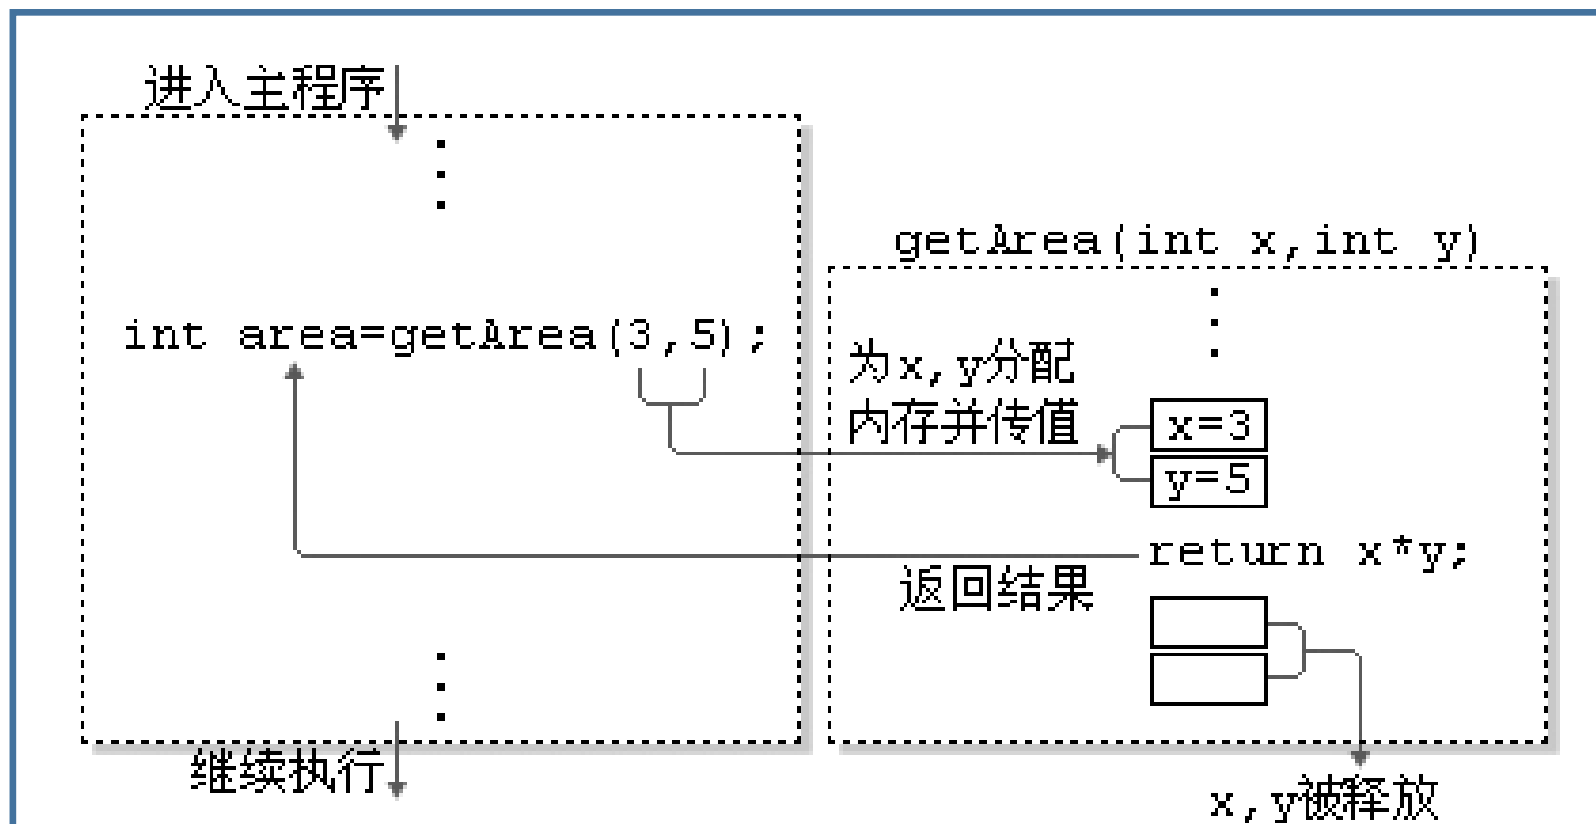 进入主程序
int area=getArea(3,5);
继续执行
getArea(int x,int y)
为x,y分配
内存并传值
x=3
y=5
return x*y;
返回结果
x,y被释放